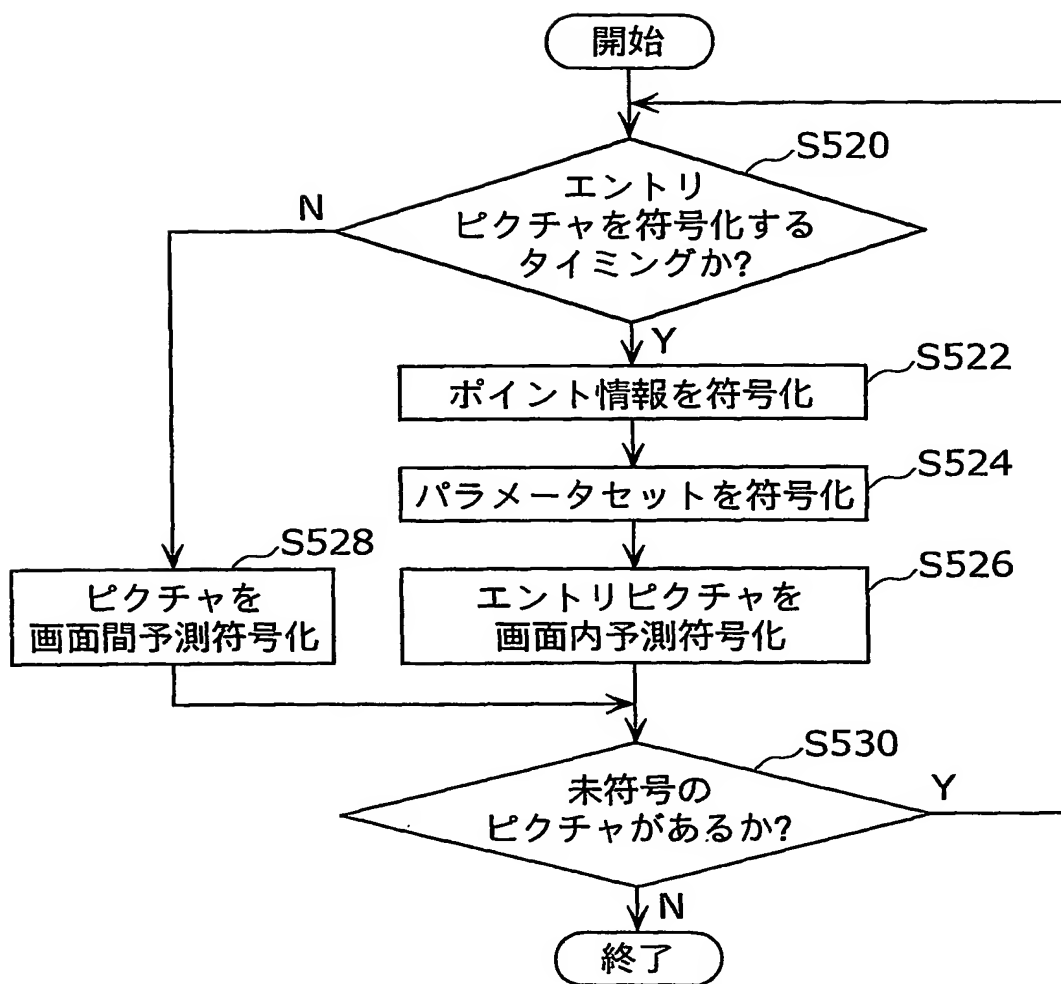 開始
S520
エントリ
ピクチャを符号化する
タイミングか?
N
Y
S522
ポイント情報を符号化
S524
パラメータセットを符号化
S528
ピクチャを
画面間予測符号化
S526
エントリピクチャを
画面内予測符号化
S530
未符号の
ピクチャがあるか?
Y
N
終了